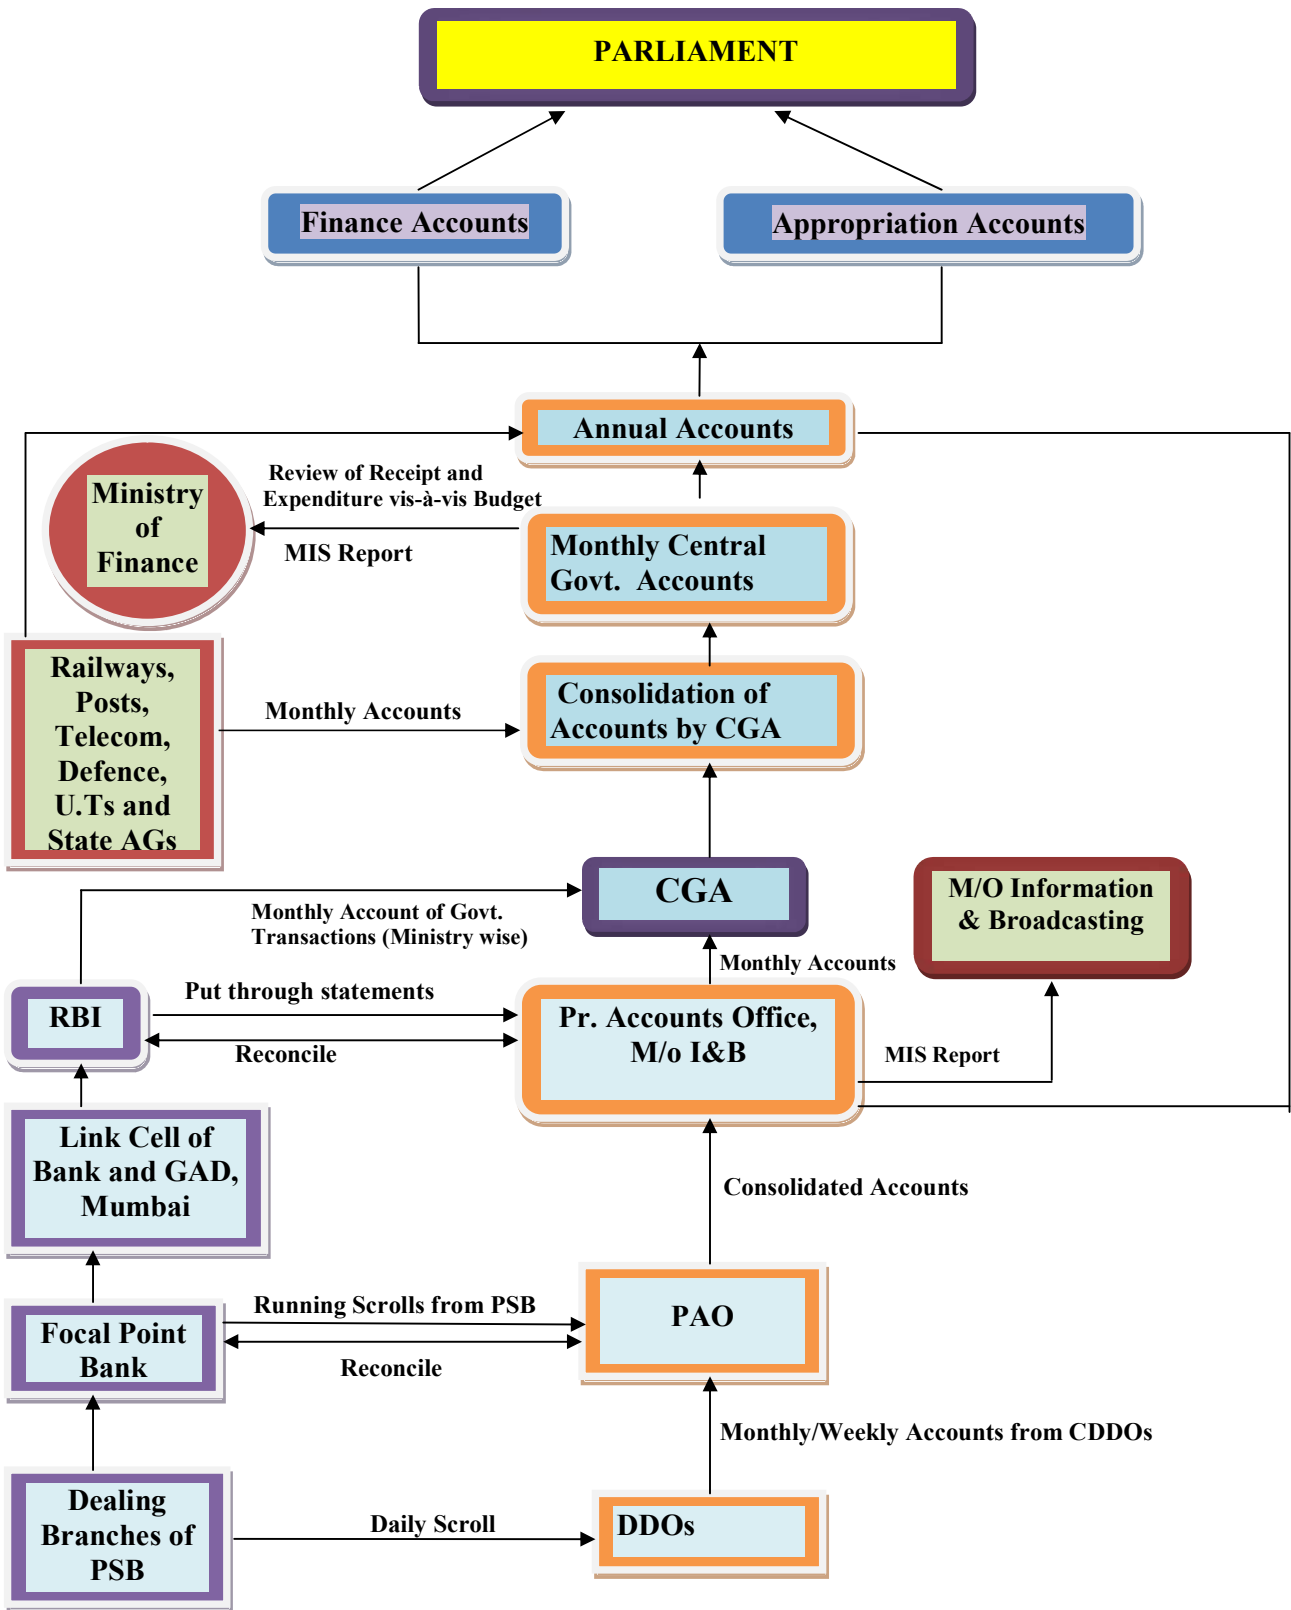 PARLIAMENT
Finance Accounts
Appropriation Accounts
Annual Accounts
Review of Receipt and
Expenditure vis-à-vis Budget
MIS Report
Ministry
of
Finance
Monthly Central
Govt. Accounts
Railways,
Posts,
Telecom,
Defence,
U.Ts and
State AGs
Monthly Accounts
Consolidation of
Accounts by CGA
CGA
M/O Information
& Broadcasting
Monthly Account of Govt.
Transactions (Ministry wise)
Monthly Accounts
RBI
Put through statements
Reconcile
Pr. Accounts Office,
M/o I&B
MIS Report
Link Cell of
Bank and GAD,
Mumbai
Consolidated Accounts
Focal Point
Bank
Running Scrolls from PSB
Reconcile
PAO
Monthly/Weekly Accounts from CDDOs
Dealing
Branches of
PSB
Daily Scroll
DDOs